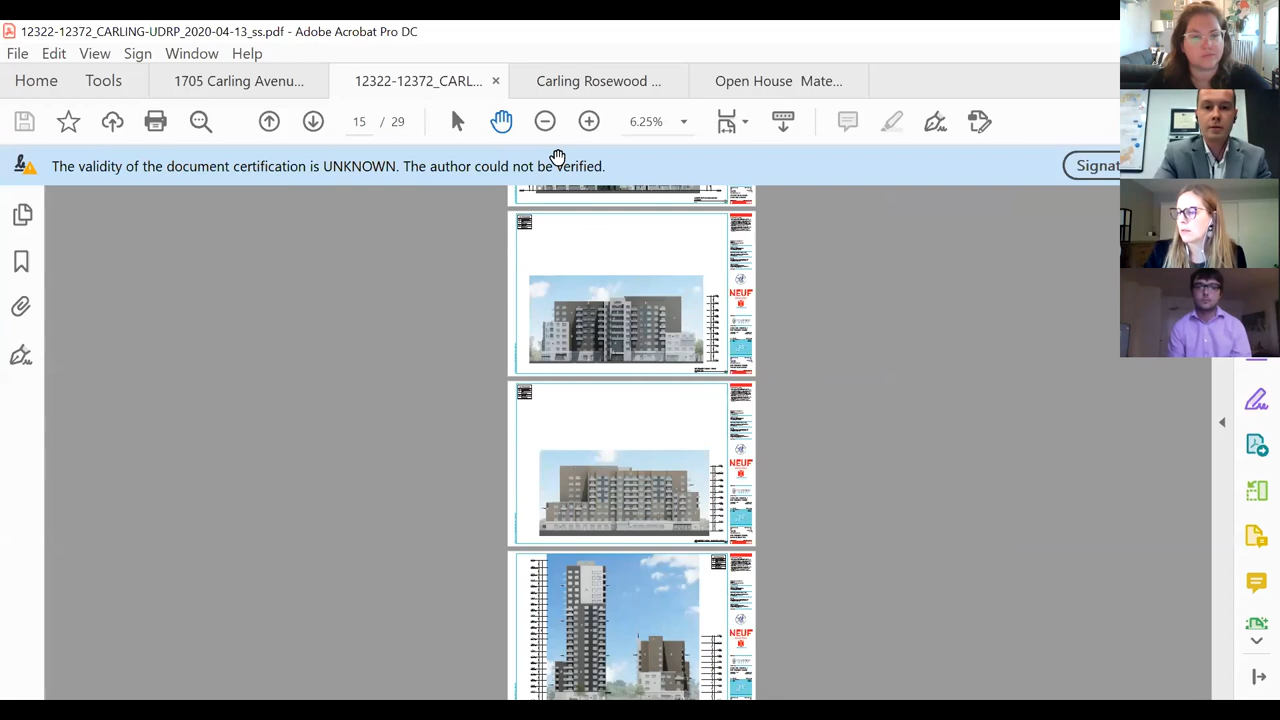 12322-12372_CARLING-UDRP_2020-04-13_ss.pdf - Adobe Acrobat Pro DC
File Edit View Sign Window Help
Home Tools 1705 Carling Avenu... 12322-12372_CARL... × Carling Rosewood ... Open House Mate...
15 / 29 6.25%
The validity of the document certification is UNKNOWN. The author could not be verified.
Signat
NEUF
NEUF
NEUF